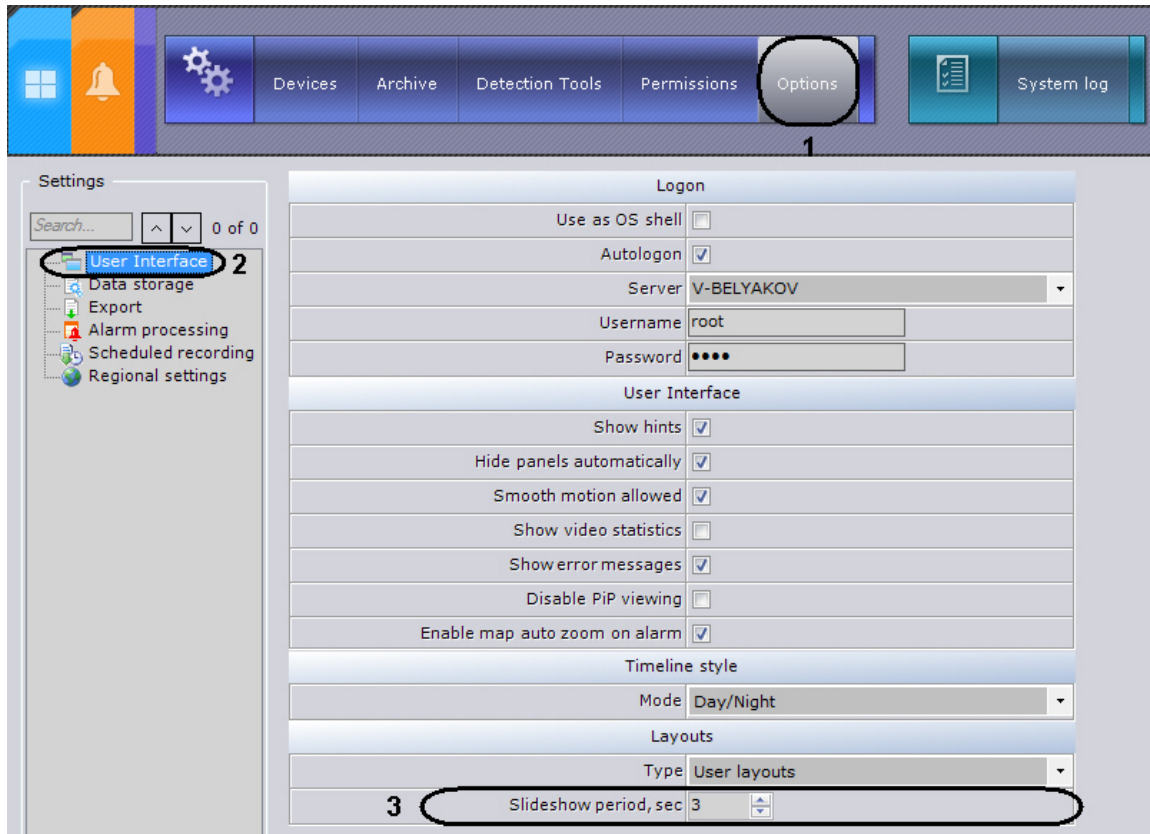 Devices Archive Detection Tools Permissions Options System log
1
Settings
Search... 0 of 0
User Interface 2
Data storage
Export
Alarm processing
Scheduled recording
Regional settings
Logon
Use as OS shell
Autologon
Server V-BELYAKOV
Username root
Password ••••
User Interface
Show hints
Hide panels automatically
Smooth motion allowed
Show video statistics
Show error messages
Disable PiP viewing
Enable map auto zoom on alarm
Timeline style
Mode Day/Night
Layouts
Type User layouts
3 Slideshow period, sec 3